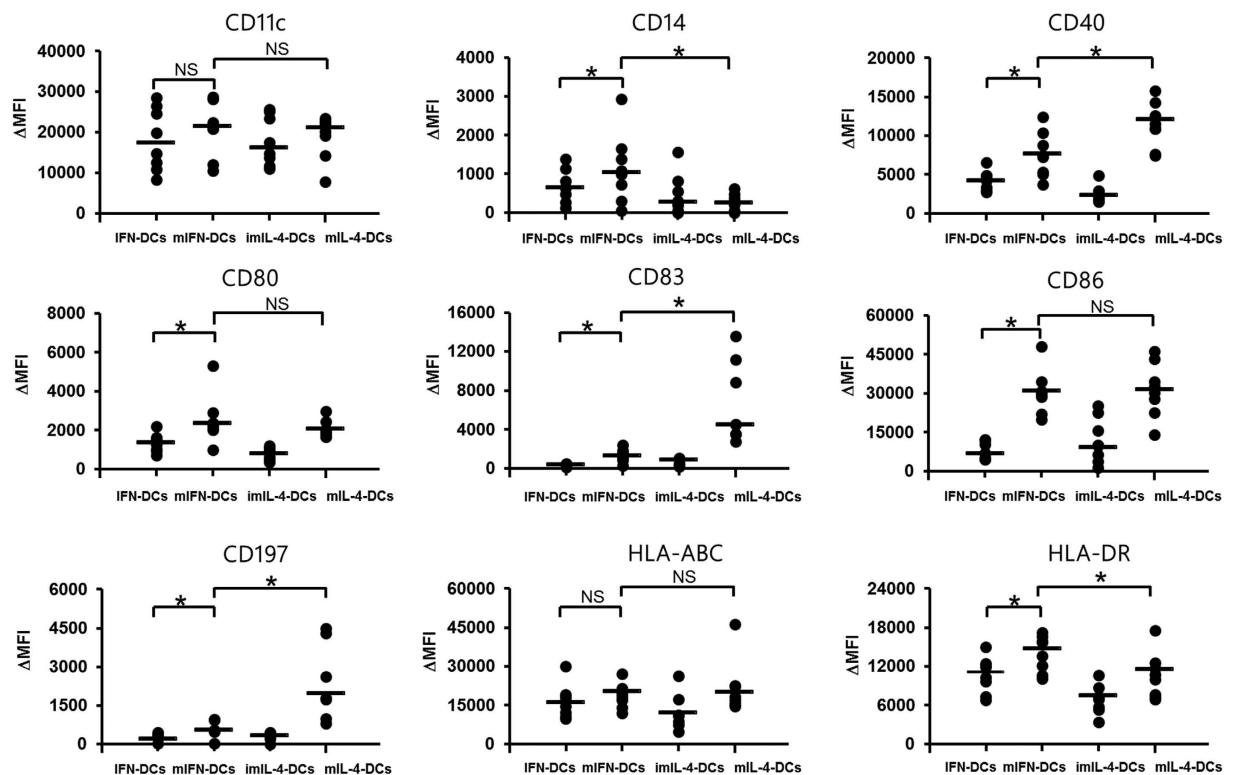 CD11c
40000
30000
20000
10000
0
ΔMFI
NS
NS
IFN-DCs mIFN-DCs imIL-4-DCs mIL-4-DCs
CD14
4000
3000
2000
1000
0
ΔMFI
*
*
IFN-DCs mIFN-DCs imIL-4-DCs mIL-4-DCs
CD40
20000
15000
10000
5000
0
ΔMFI
*
*
IFN-DCs mIFN-DCs imIL-4-DCs mIL-4-DCs
CD80
8000
6000
4000
2000
0
ΔMFI
*
NS
IFN-DCs mIFN-DCs imIL-4-DCs mIL-4-DCs
CD83
16000
12000
8000
4000
0
ΔMFI
*
*
IFN-DCs mIFN-DCs imIL-4-DCs mIL-4-DCs
CD86
60000
45000
30000
15000
0
ΔMFI
*
NS
IFN-DCs mIFN-DCs imIL-4-DCs mIL-4-DCs
CD197
6000
4500
3000
1500
0
ΔMFI
*
*
IFN-DCs mIFN-DCs imIL-4-DCs mIL-4-DCs
HLA-ABC
60000
45000
30000
15000
0
ΔMFI
NS
NS
IFN-DCs mIFN-DCs imIL-4-DCs mIL-4-DCs
HLA-DR
24000
18000
12000
6000
0
ΔMFI
*
*
IFN-DCs mIFN-DCs imIL-4-DCs mIL-4-DCs